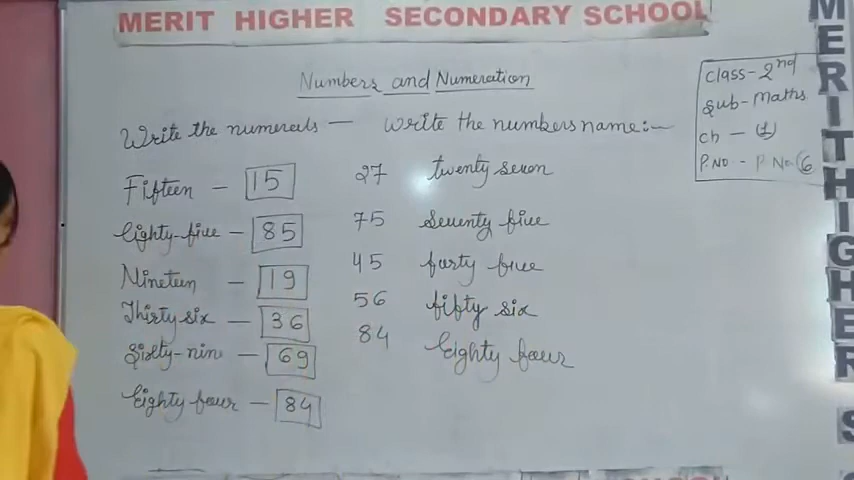 MERIT HIGHER SECONDARY SCHOOL
Numbers and Numeration
Class - 2nd
Sub - Maths
Ch - (1)
P.NO. - P No. 6
Write the numerals — Write the numbers name:—
Fifteen - 15
Eighty-five - 85
Nineteen - 19
Thirty six - 36
Sixty-nine - 69
Eighty four - 84
27 twenty seven
75 seventy five
45 forty five
56 fifty six
84 Eighty four
MERIT HIGHER S